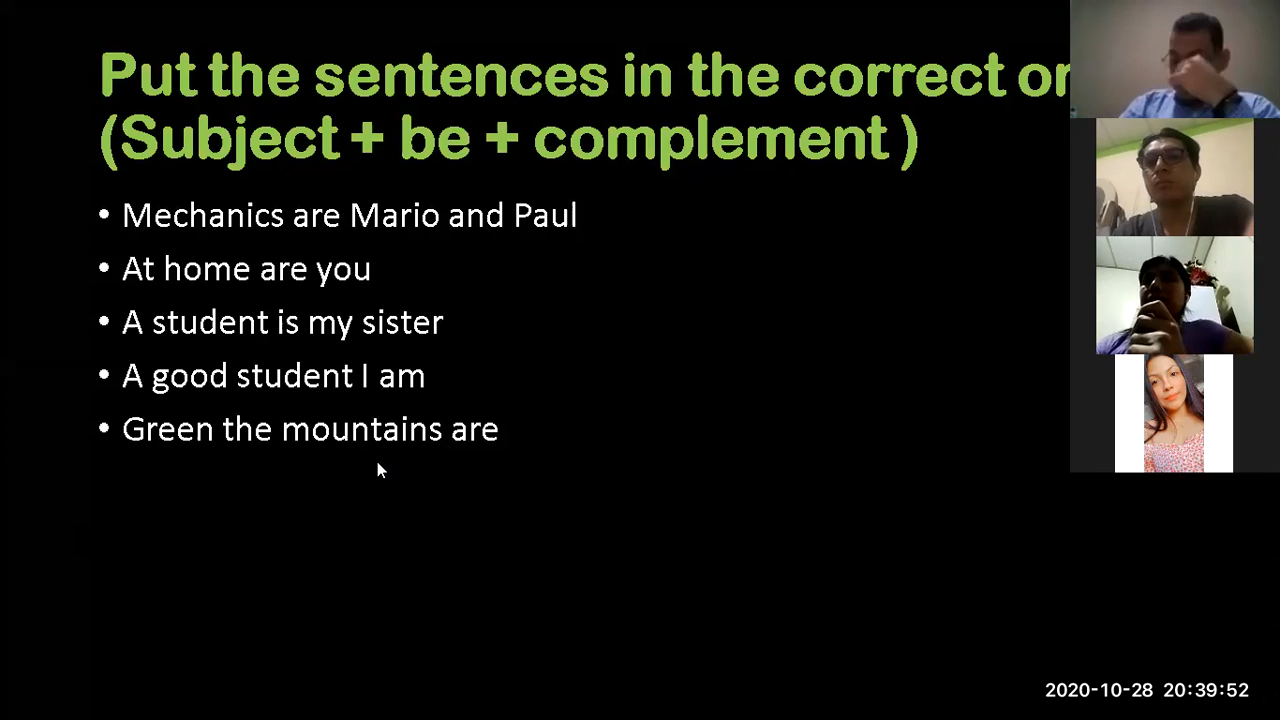 Put the sentences in the correct or
(Subject + be + complement )
• Mechanics are Mario and Paul
• At home are you
• A student is my sister
• A good student I am
• Green the mountains are
2020-10-28 20:39:52